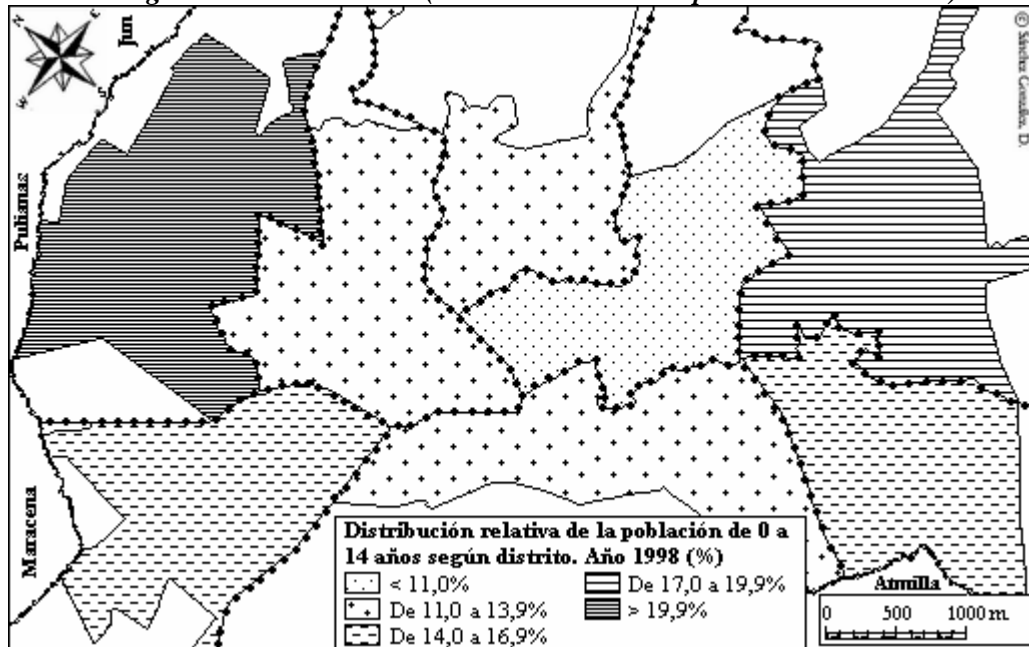 Jun
N
E
S
W
© Sánchez González, D.
Pulianas
Maracena
Distribución relativa de la población de 0 a
14 años según distrito. Año 1998 (%)
< 11,0%
De 17,0 a 19,9%
De 11,0 a 13,9%
> 19,9%
De 14,0 a 16,9%
Atmilla
0 500 1000 m.